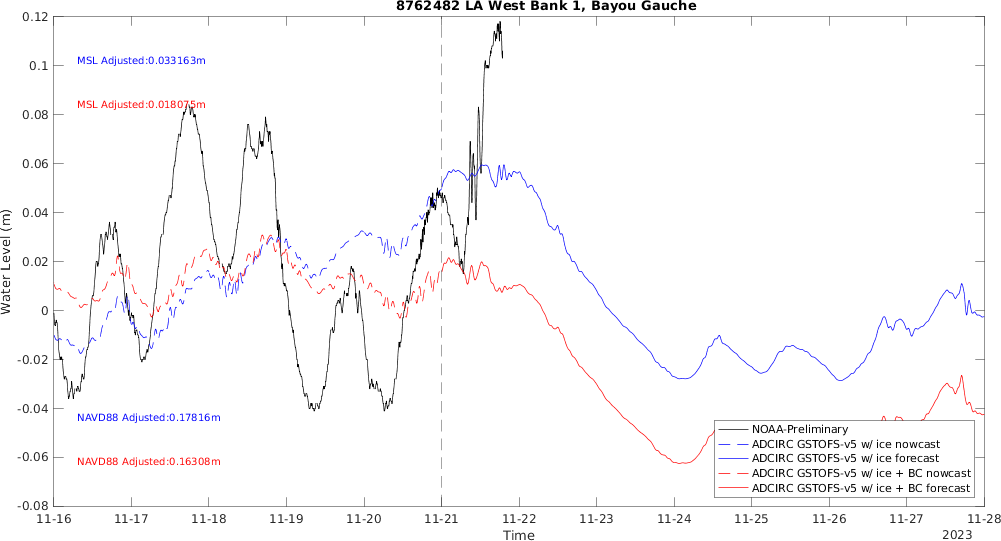 8762482 LA West Bank 1, Bayou Gauche
0.12
0.1
0.08
0.06
0.04
0.02
0
-0.02
-0.04
-0.06
-0.08
Water Level (m)
MSL Adjusted:0.033163m
MSL Adjusted:0.018075m
NAVD88 Adjusted:0.17816m
NAVD88 Adjusted:0.16308m
NOAA-Preliminary
ADCIRC GSTOFS-v5 w/ ice nowcast
ADCIRC GSTOFS-v5 w/ ice forecast
ADCIRC GSTOFS-v5 w/ ice + BC nowcast
ADCIRC GSTOFS-v5 w/ ice + BC forecast
11-16 11-17 11-18 11-19 11-20 11-21 11-22 11-23 11-24 11-25 11-26 11-27 11-28
Time
2023